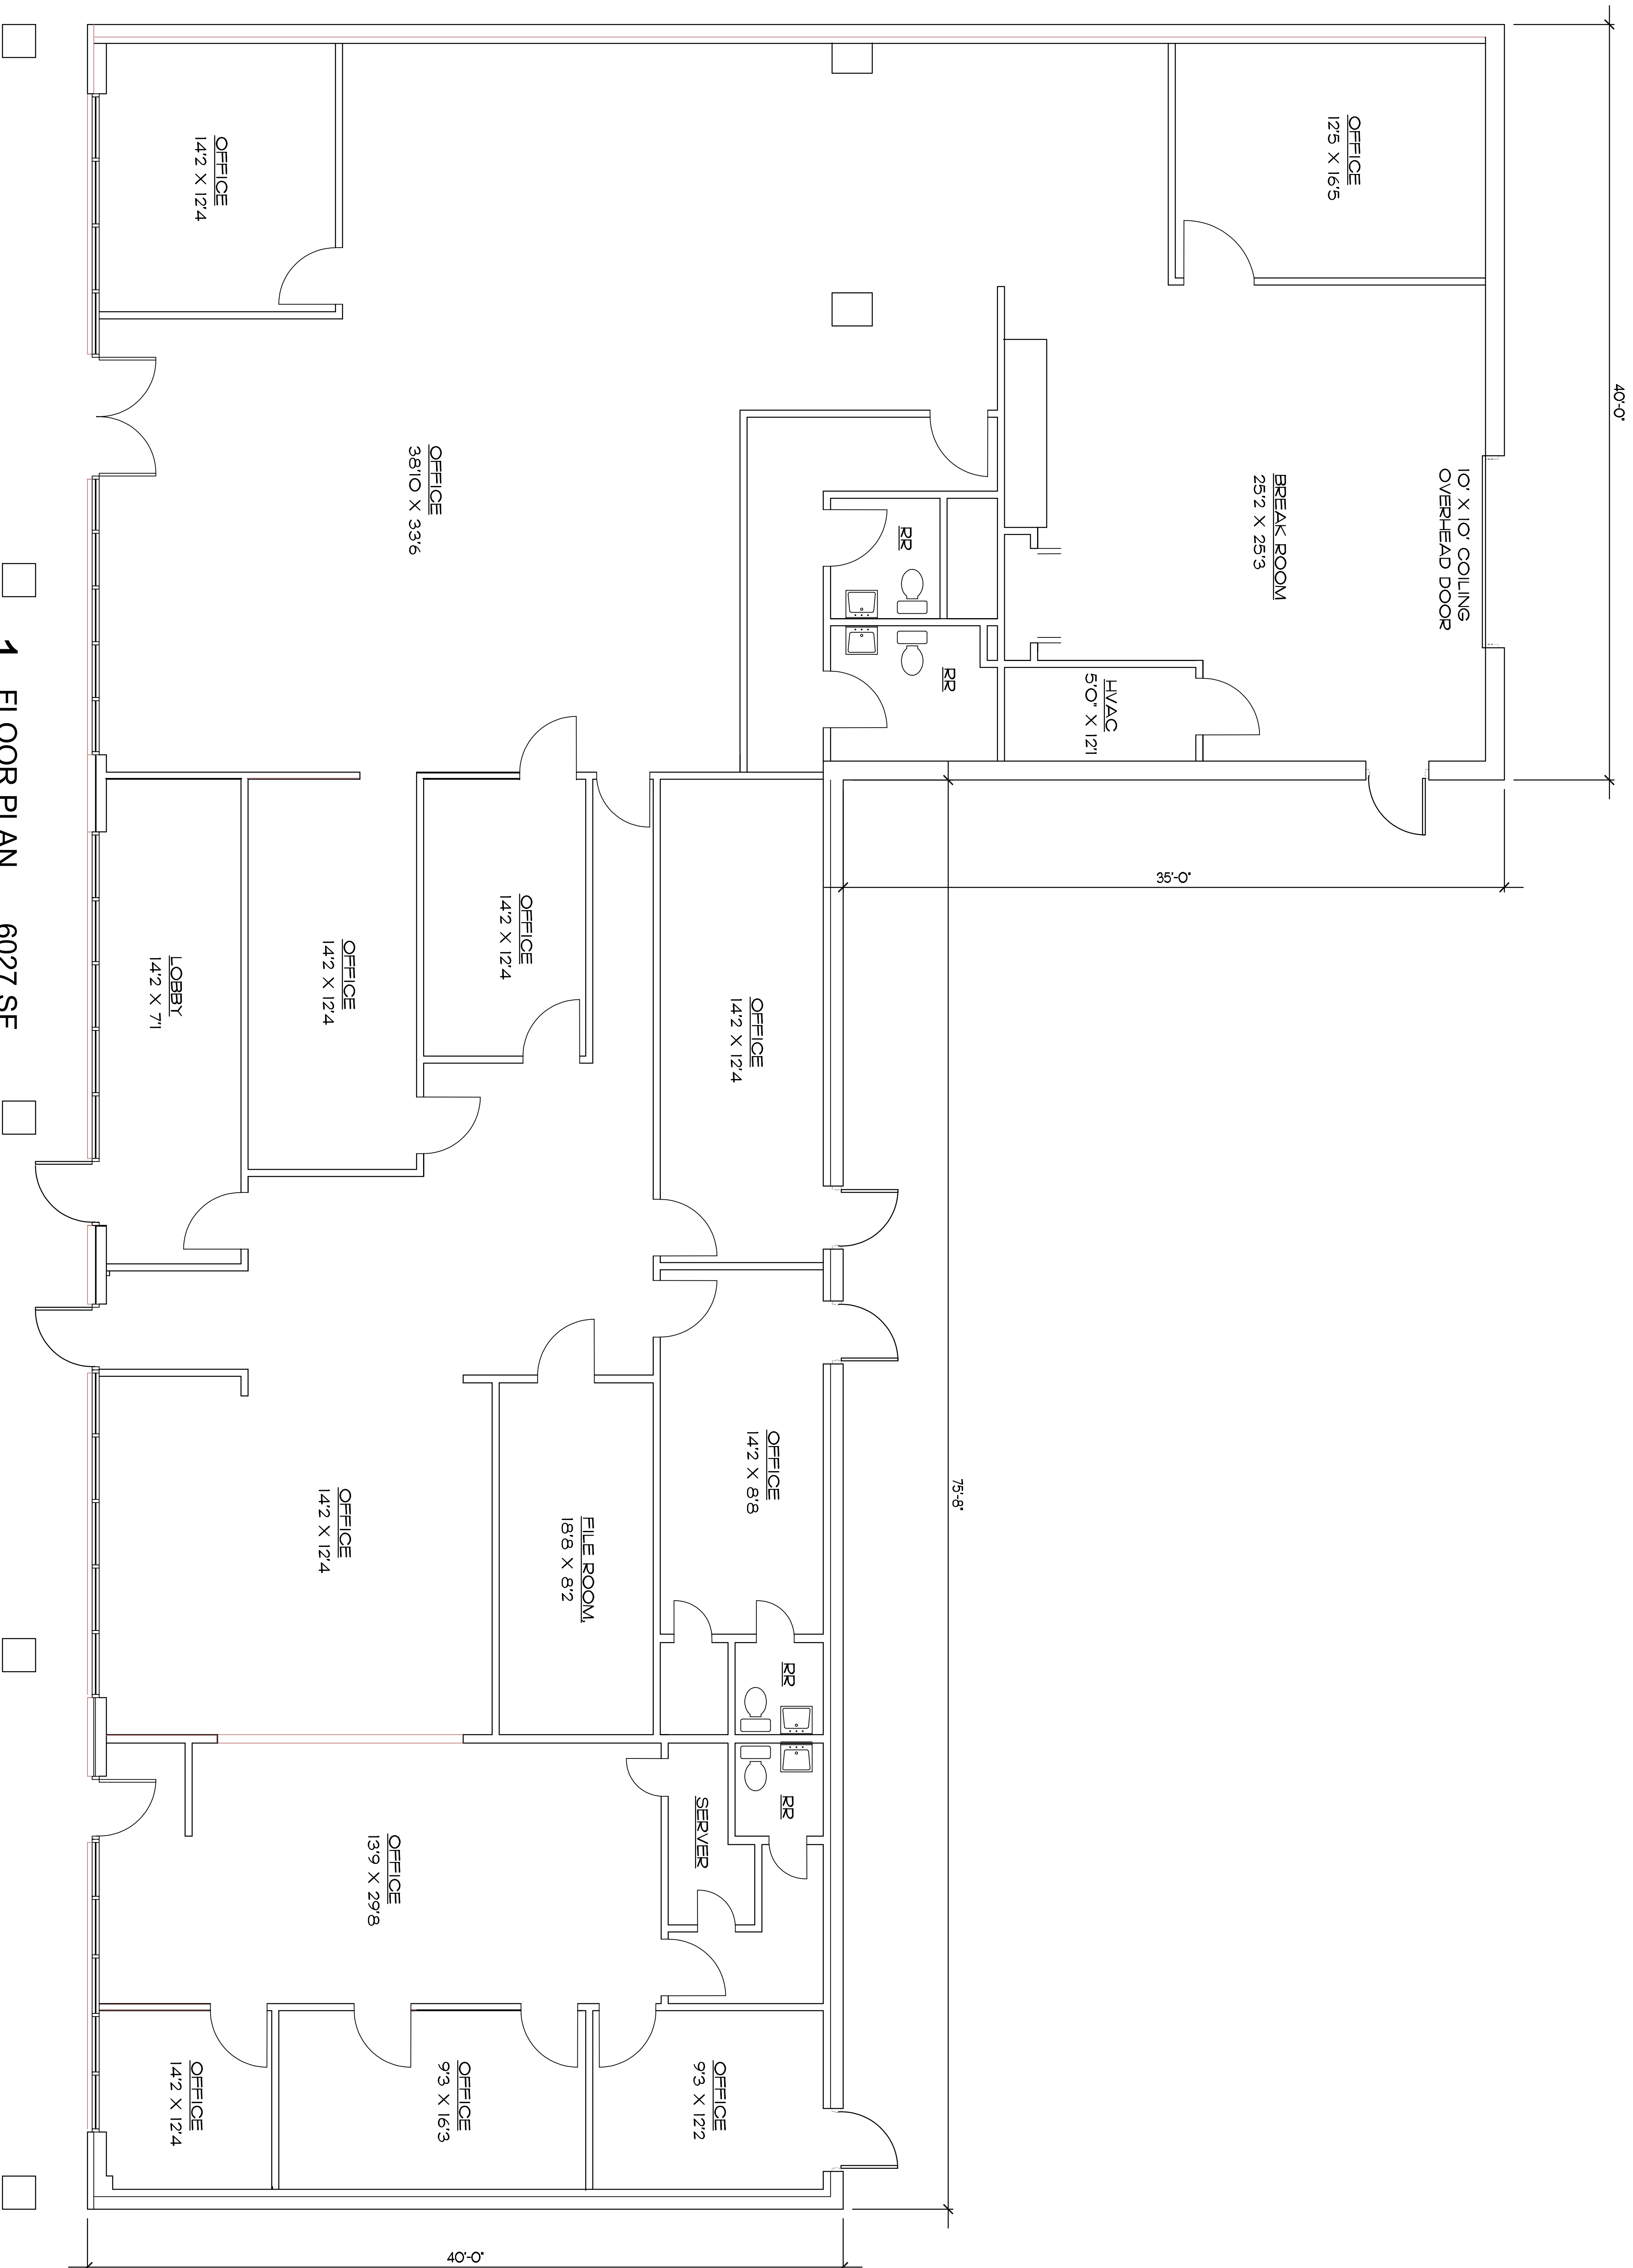 40'-0"
10' X 10' COILING
OVERHEAD DOOR
OFFICE
12'5 X 16'5
BREAK ROOM
25'2 X 25'3
35'-0"
HVAC
5'0" X 12'1
75'-8"
RR
RR
OFFICE
14'2 X 12'4
OFFICE
14'2 X 8'8
RR
RR
SERVER
OFFICE
9'3 X 12'2
OFFICE
38'10 X 33'6
OFFICE
14'2 X 12'4
FILE ROOM,
18'8 X 8'2
40'-0"
OFFICE
9'3 X 16'3
OFFICE
14'2 X 12'4
OFFICE
14'2 X 12'4
OFFICE
13'9 X 29'8
OFFICE
14'2 X 12'4
LOBBY
14'2 X 7'1
OFFICE
14'2 X 12'4
1 FLOOR PLAN 6027 SF